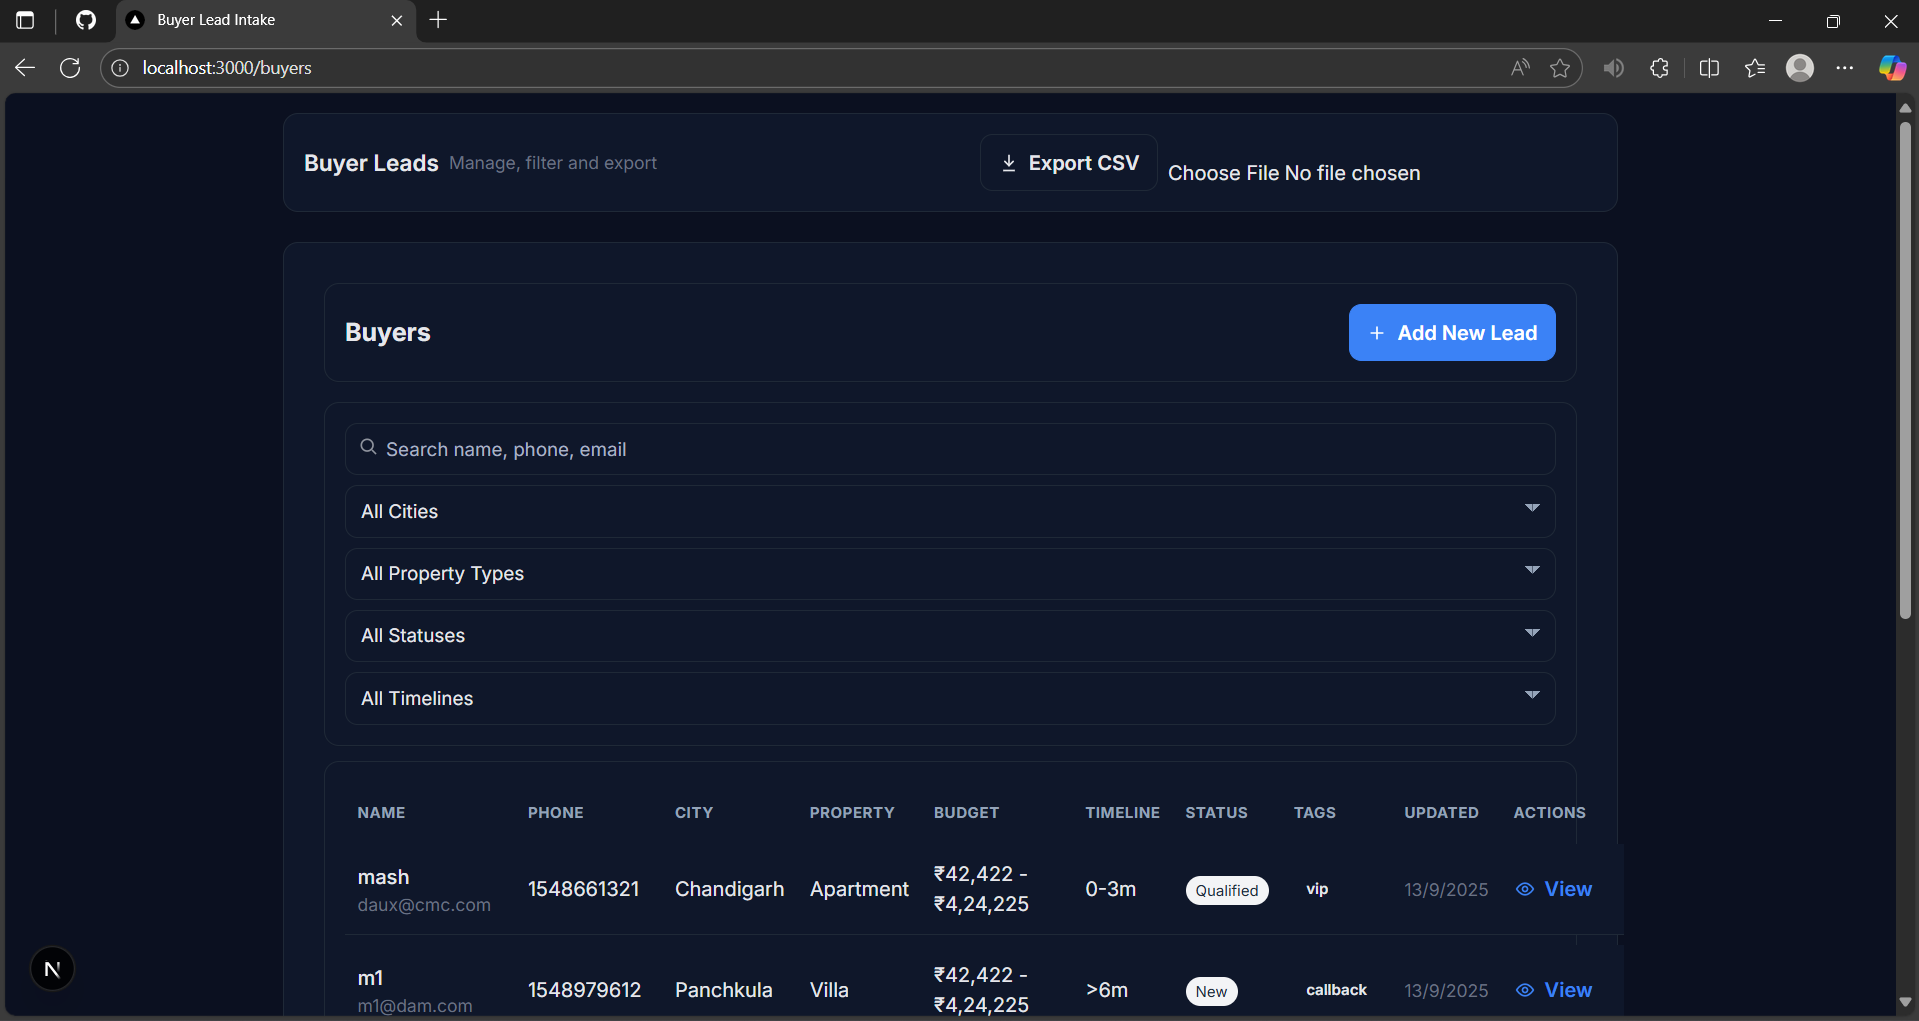 Buyer Lead Intake
localhost:3000/buyers
Buyer Leads Manage, filter and export
Export CSV
Choose File No file chosen
Buyers
+ Add New Lead
Search name, phone, email
All Cities
All Property Types
All Statuses
All Timelines
NAME PHONE CITY PROPERTY BUDGET TIMELINE STATUS TAGS UPDATED ACTIONS
mash
daux@cmc.com
1548661321
Chandigarh
Apartment
₹42,422 -
₹4,24,225
0-3m
Qualified
vip
13/9/2025
View
m1
m1@dam.com
1548979612
Panchkula
Villa
₹42,422 -
₹4,24,225
>6m
New
callback
13/9/2025
View
N